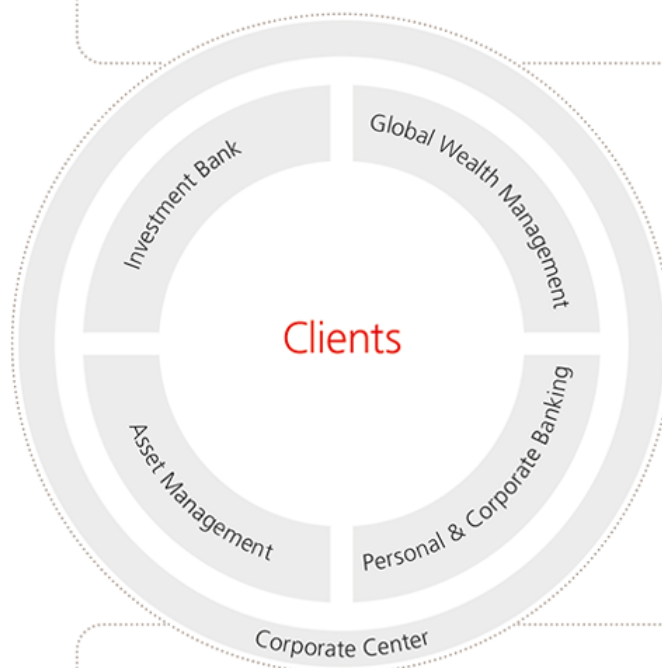 Investment Bank
Global Wealth Management
Clients
Asset Management
Personal & Corporate Banking
Corporate Center